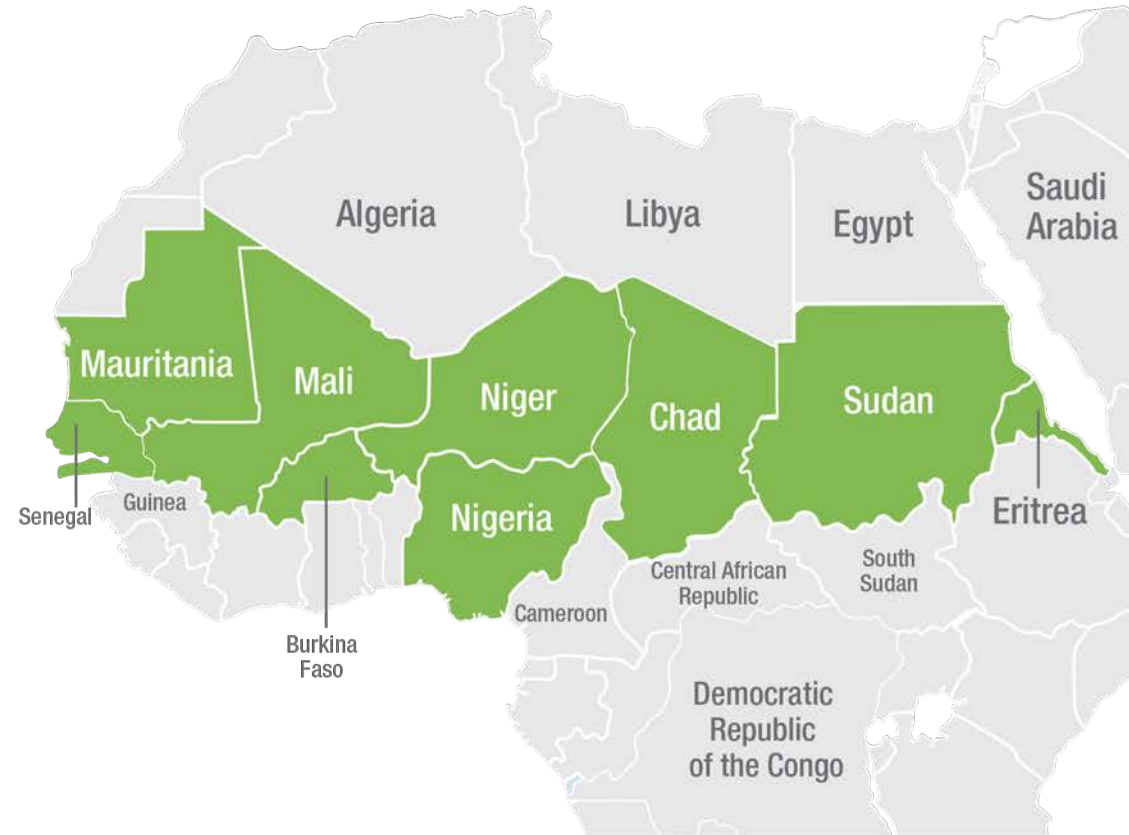 Algeria
Libya
Egypt
Saudi
Arabia
Mauritania
Mali
Niger
Chad
Sudan
Senegal
Guinea
Nigeria
Eritrea
Burkina
Faso
Cameroon
Central African
Republic
South
Sudan
Democratic
Republic
of the Congo